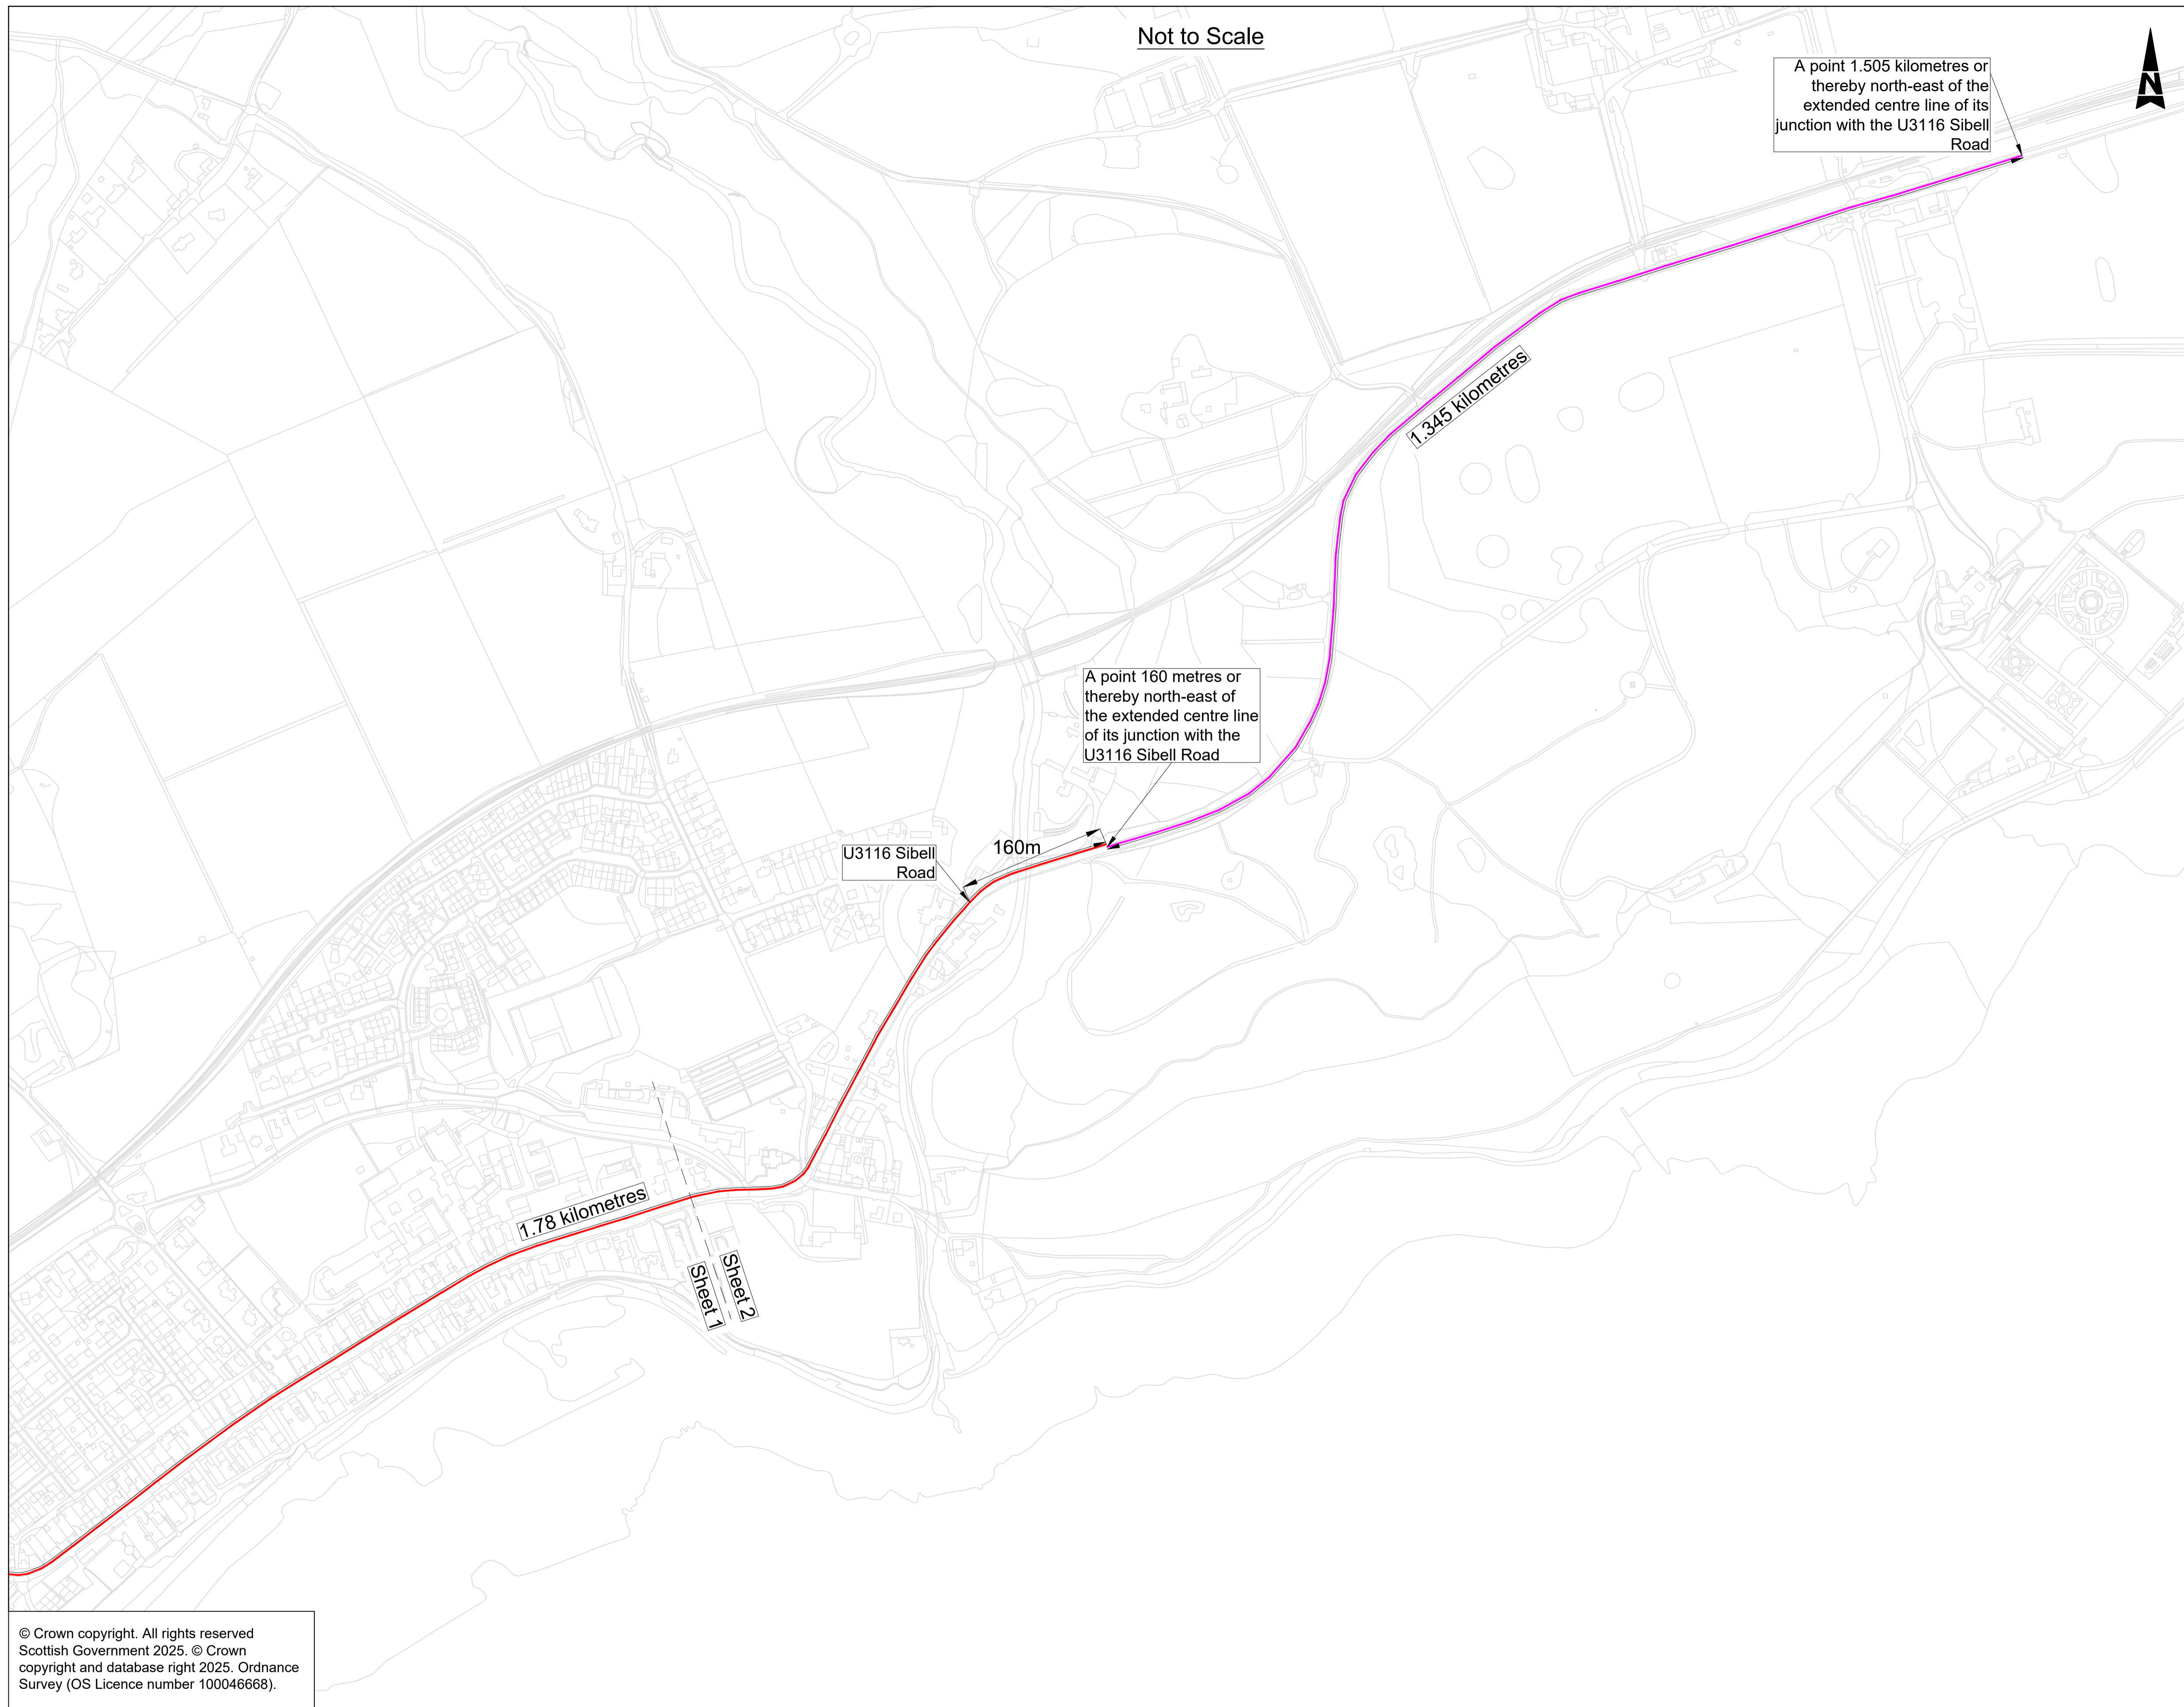 Not to Scale
A point 1.505 kilometres or
thereby north-east of the
extended centre line of its
junction with the U3116 Sibell
Road
N
1.345 kilometres
A point 160 metres or
thereby north-east of
the extended centre line
of its junction with the
U3116 Sibell Road
160m
U3116 Sibell
Road
1.78 kilometres
Sheet 1
Sheet 2
© Crown copyright. All rights reserved
Scottish Government 2025. © Crown
copyright and database right 2025. Ordnance
Survey (OS Licence number 100046668).